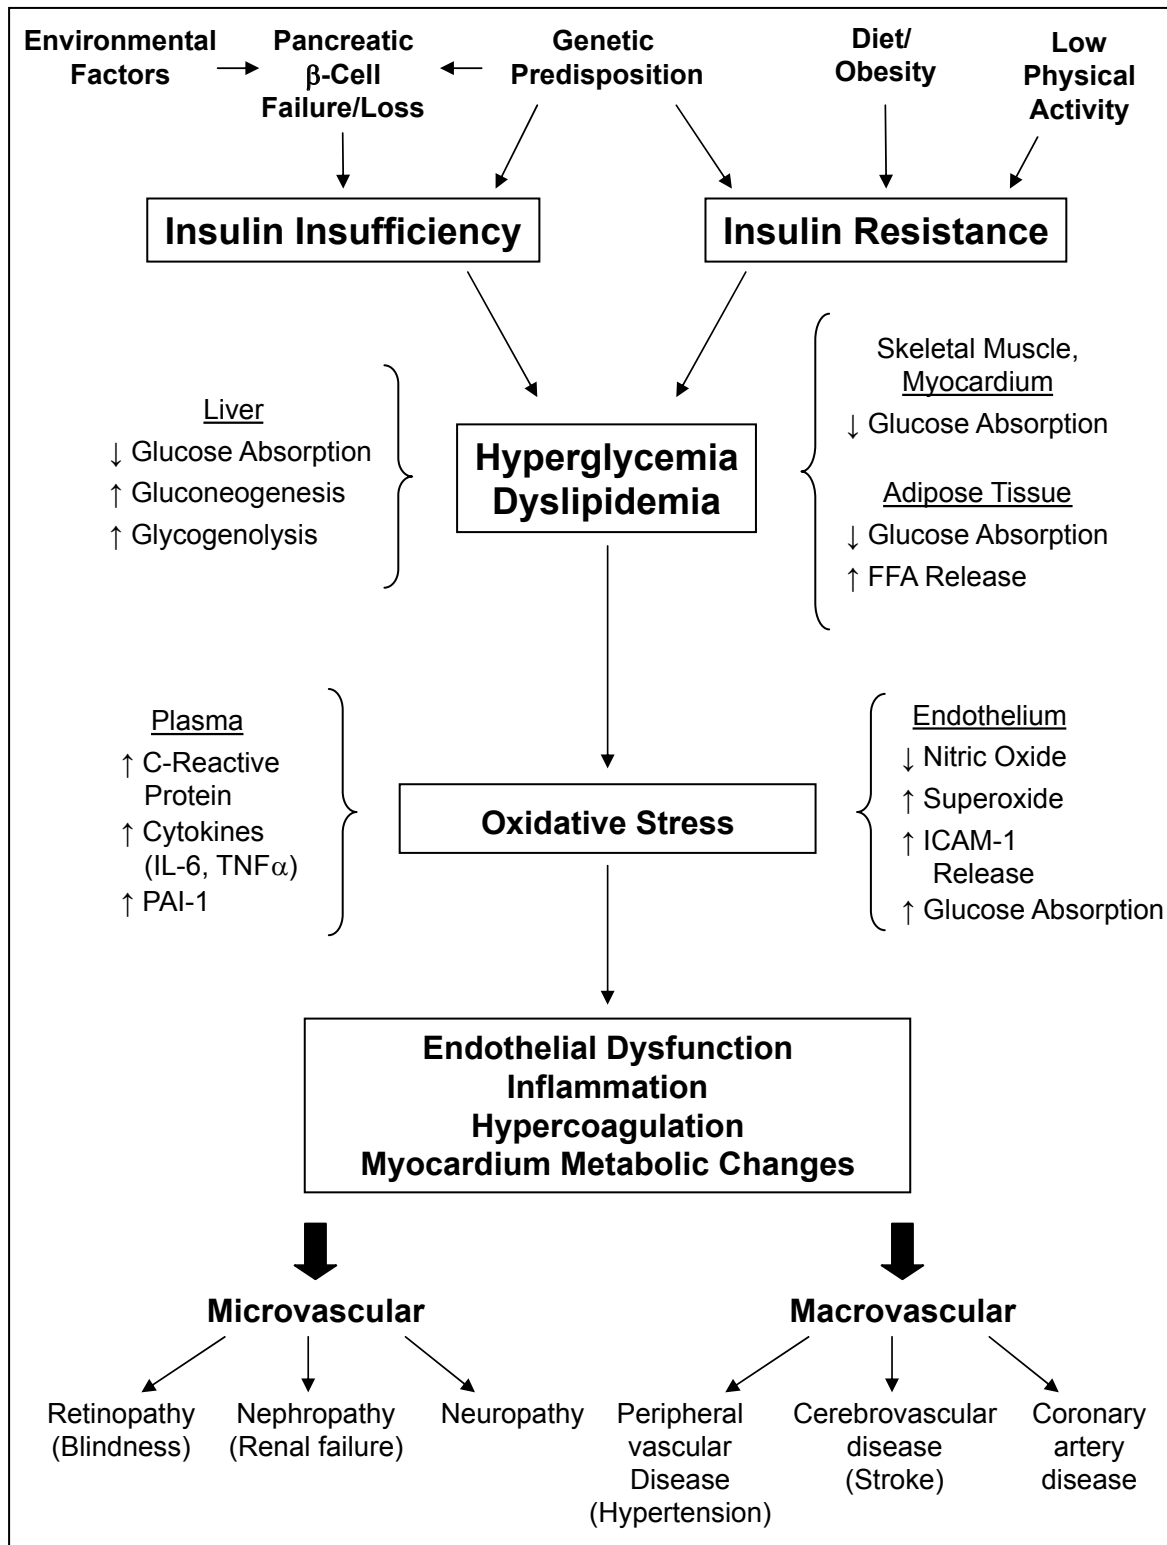 Environmental
Factors
Pancreatic
β-Cell
Failure/Loss
Genetic
Predisposition
Diet/
Obesity
Low
Physical
Activity
Insulin Insufficiency
Insulin Resistance
Liver
↓ Glucose Absorption
↑ Gluconeogenesis
↑ Glycogenolysis
Hyperglycemia
Dyslipidemia
Skeletal Muscle,
Myocardium
↓ Glucose Absorption
Adipose Tissue
↓ Glucose Absorption
↑ FFA Release
Plasma
↑ C-Reactive
Protein
↑ Cytokines
(IL-6, TNFα)
↑ PAI-1
Oxidative Stress
Endothelium
↓ Nitric Oxide
↑ Superoxide
↑ ICAM-1
Release
↑ Glucose Absorption
Endothelial Dysfunction
Inflammation
Hypercoagulation
Myocardium Metabolic Changes
Microvascular
Macrovascular
Retinopathy
(Blindness)
Nephropathy
(Renal failure)
Neuropathy
Peripheral
vascular
Disease
(Hypertension)
Cerebrovascular
disease
(Stroke)
Coronary
artery
disease